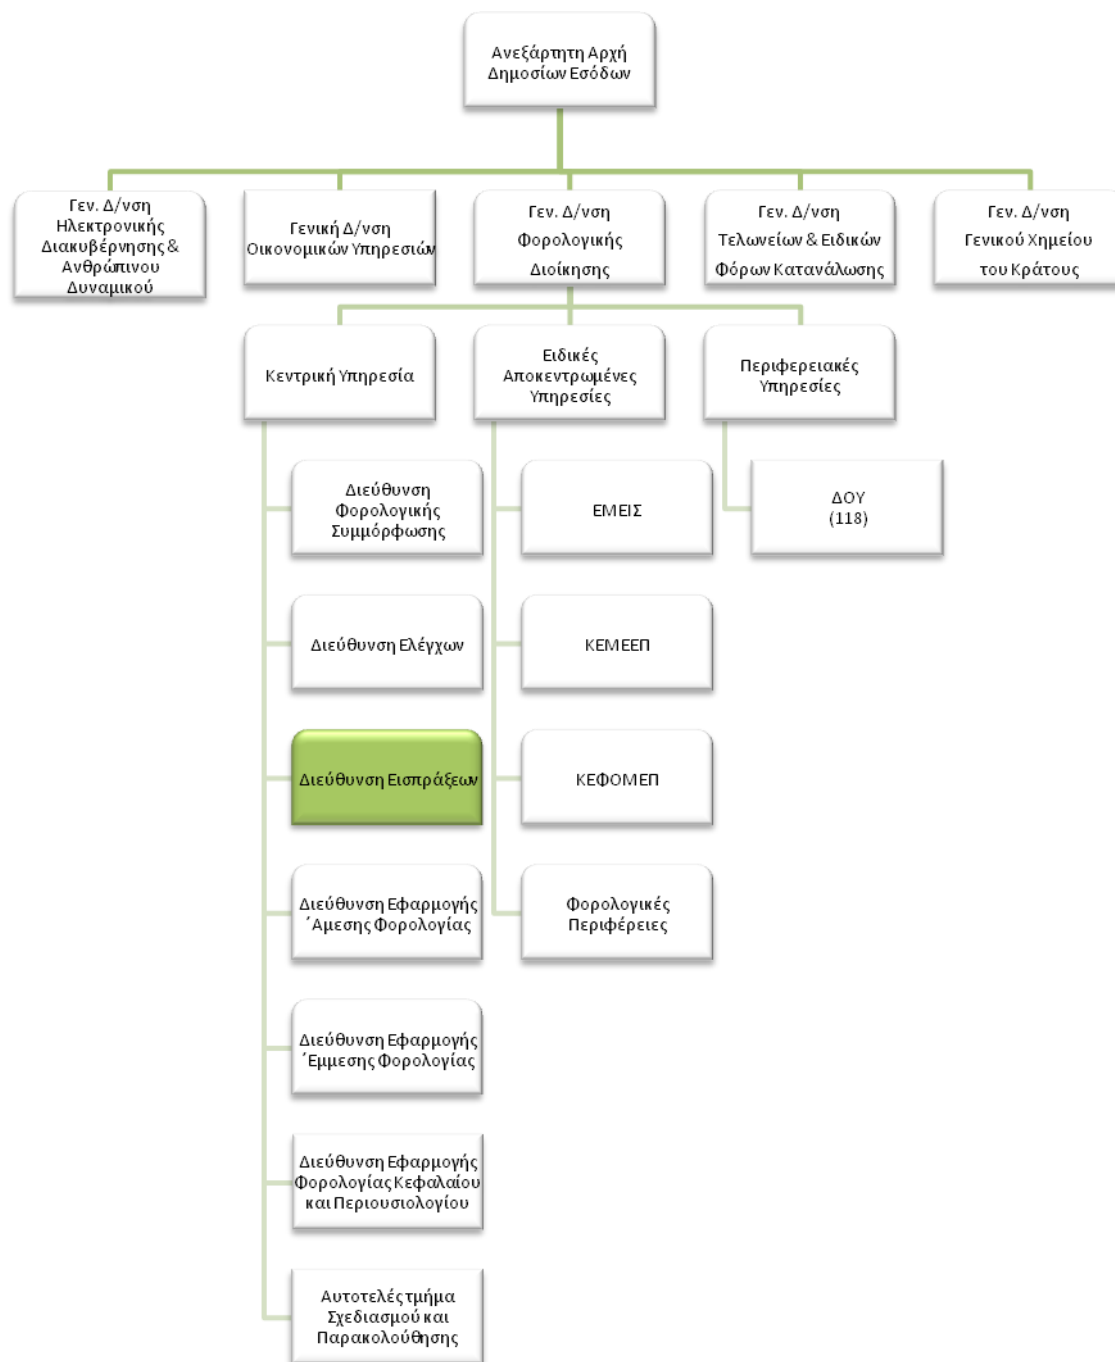 Ανεξάρτητη Αρχή
Δημοσίων Εσόδων
Γεν. Δ/νση
Ηλεκτρονικής
Διακυβέρνησης &
Ανθρώπινου
Δυναμικού
Γενική Δ/νση
Οικονομικών Υπηρεσιών
Γεν. Δ/νση
Φορολογικής
Διοίκησης
Γεν. Δ/νση
Τελωνείων & Ειδικών
Φόρων Κατανάλωσης
Γεν. Δ/νση
Γενικού Χημείου
του Κράτους
Κεντρική Υπηρεσία
Ειδικές
Αποκεντρωμένες
Υπηρεσίες
Περιφερειακές
Υπηρεσίες
Διεύθυνση
Φορολογικής
Συμμόρφωσης
Διεύθυνση Ελέγχων
Διεύθυνση Εισπράξεων
Διεύθυνση Εφαρμογής
΄Αμεσης Φορολογίας
Διεύθυνση Εφαρμογής
΄Εμμεσης Φορολογίας
Διεύθυνση Εφαρμογής
Φορολογίας Κεφαλαίου
και Περιουσιολογίου
Αυτοτελές τμήμα
Σχεδιασμού και
Παρακολούθησης
ΕΜΕΙΣ
ΚΕΜΕΕΠ
ΚΕΦΟΜΕΠ
Φορολογικές
Περιφέρειες
ΔΟΥ
(118)